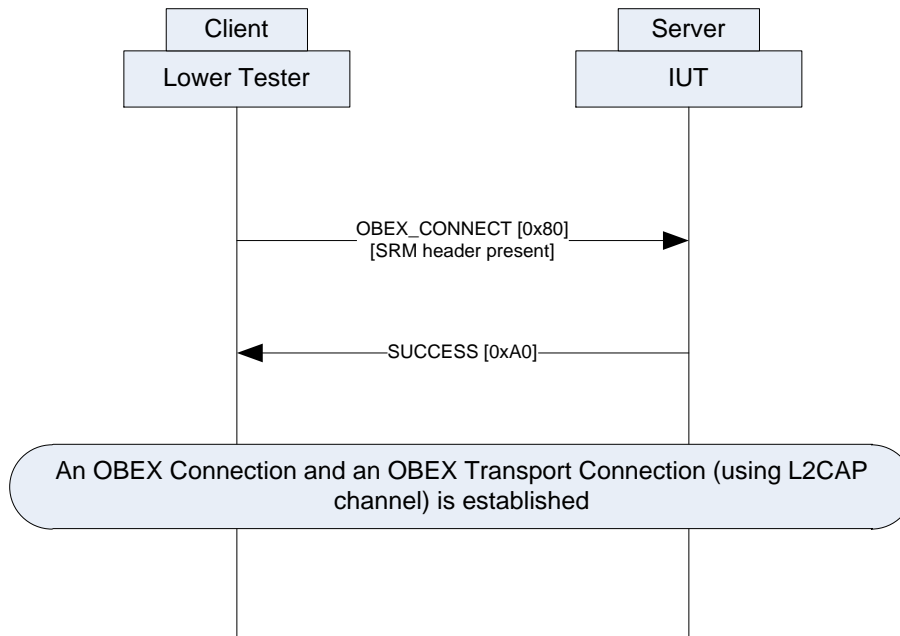 Client
Server
Lower Tester
IUT
OBEX_CONNECT [0x80]
[SRM header present]
SUCCESS [0xA0]
An OBEX Connection and an OBEX Transport Connection (using L2CAP
channel) is established